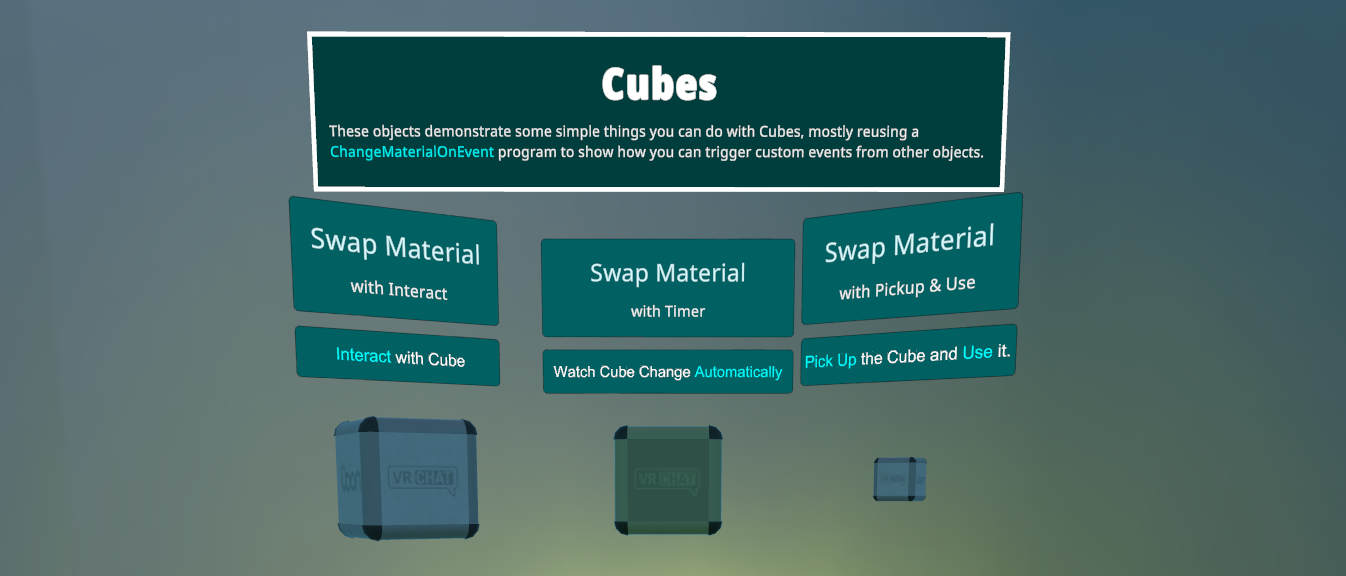 Cubes
These objects demonstrate some simple things you can do with Cubes, mostly reusing a
ChangeMaterialOnEvent program to show how you can trigger custom events from other objects.
Swap Material
with Interact
Interact with Cube
Swap Material
with Timer
Watch Cube Change Automatically
Swap Material
with Pickup & Use
Pick Up the Cube and Use it.
VRCHAT
VRCHAT